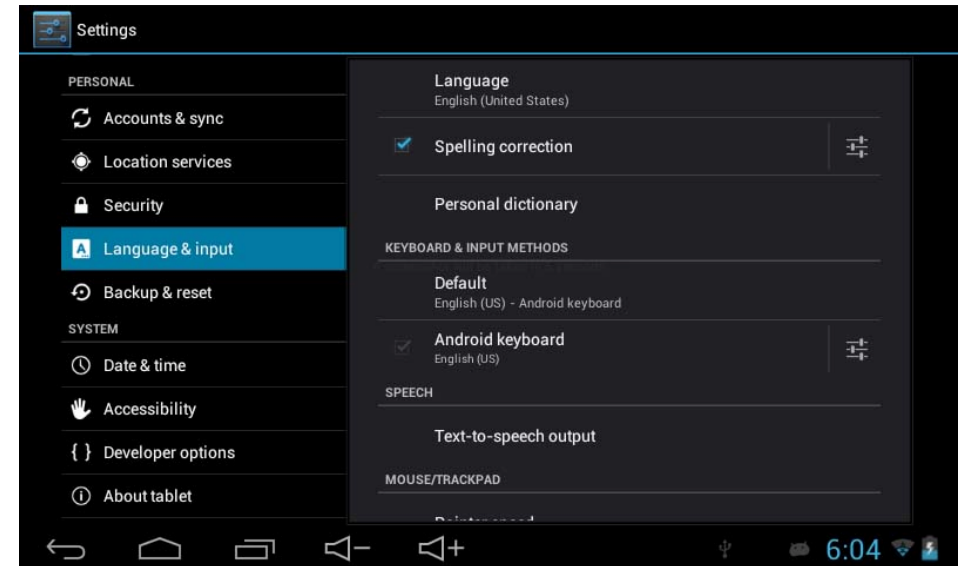 Settings
PERSONAL
Accounts & sync
Location services
Security
Language & input
Backup & reset
SYSTEM
Date & time
Accessibility
Developer options
About tablet
Language
English (United States)
Spelling correction
Personal dictionary
KEYBOARD & INPUT METHODS
Default
English (US) - Android keyboard
Android keyboard
English (US)
SPEECH
Text-to-speech output
MOUSE/TRACKPAD
6:04